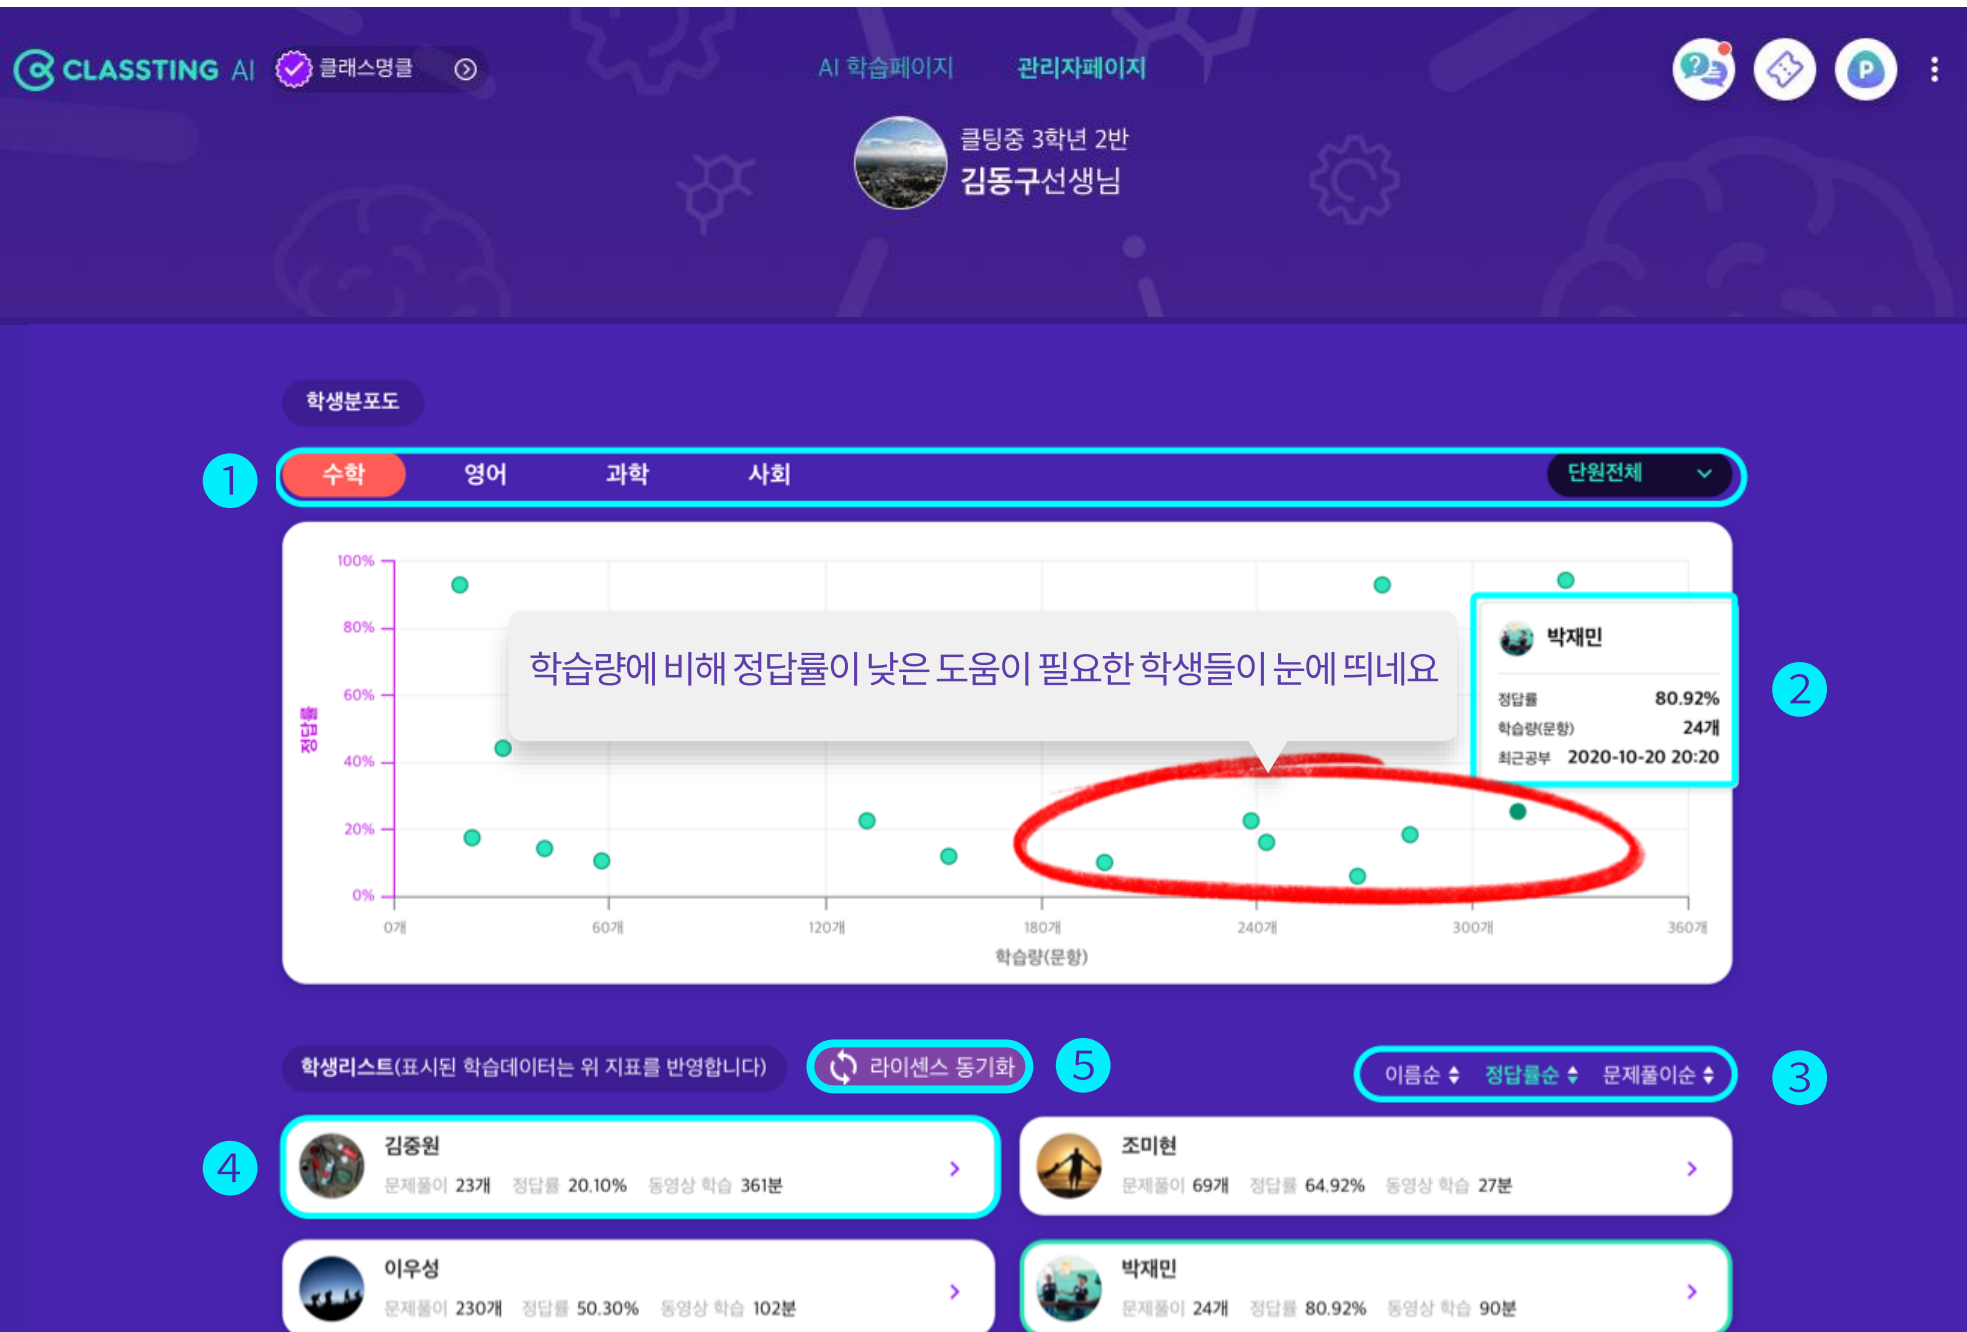 CLASSTING AI 클래스명클
AI 학습페이지 관리자페이지
P
클팅중 3학년 2반
김동구선생님
학생분포도
1 수학 영어 과학 사회 단원전체
100%
80%
60%
40%
20%
0%
정답률
학습량에 비해 정답률이 낮은 도움이 필요한 학생들이 눈에 띄네요
박재민
정답률 80.92%
학습량(문항) 24개
최근공부 2020-10-20 20:20
2
0개 60개 120개 180개 240개 300개 360개
학습량(문항)
학생리스트(표시된 학습데이터는 위 지표를 반영합니다) 라이센스 동기화 5
이름순 정답률순 문제풀이순 3
4
김중원
문제풀이 23개 정답률 20.10% 동영상 학습 361분
조미현
문제풀이 69개 정답률 64.92% 동영상 학습 27분
이우성
문제풀이 230개 정답률 50.30% 동영상 학습 102분
박재민
문제풀이 24개 정답률 80.92% 동영상 학습 90분